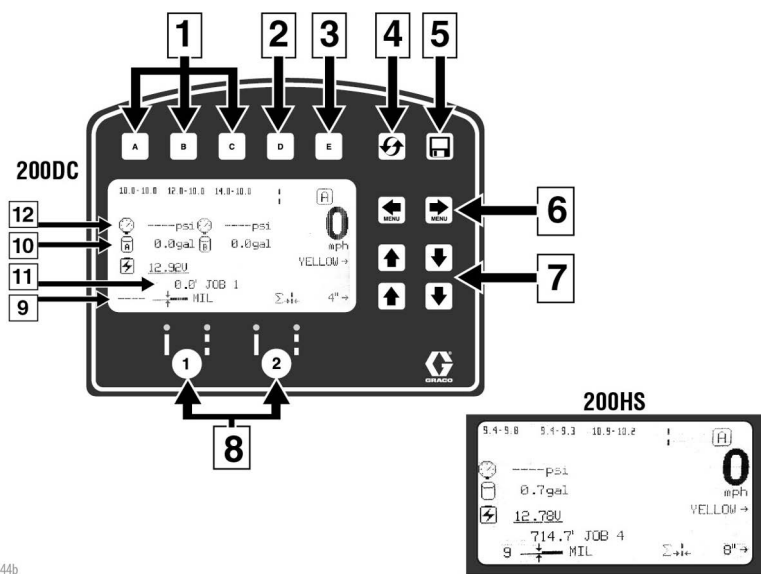 1 2 3 4 5
200DC
A B C D E
10.0-10.0 12.0-10.0 14.0-10.0
A
12
----psi ----psi
0
10
A 0.0gal B 0.0gal
mph
MENU MENU
6
YELLOW→
12.92V
11
0.0' JOB 1
7
9
---- MIL Σ→← 4"→
1 2
GRACO
8
200HS
9.4-9.8 9.4-9.3 10.9-10.2
A
----psi
0
0.7gal
mph
YELLOW→
12.78V
714.7' JOB 4
9 MIL Σ→← 8"→
44b